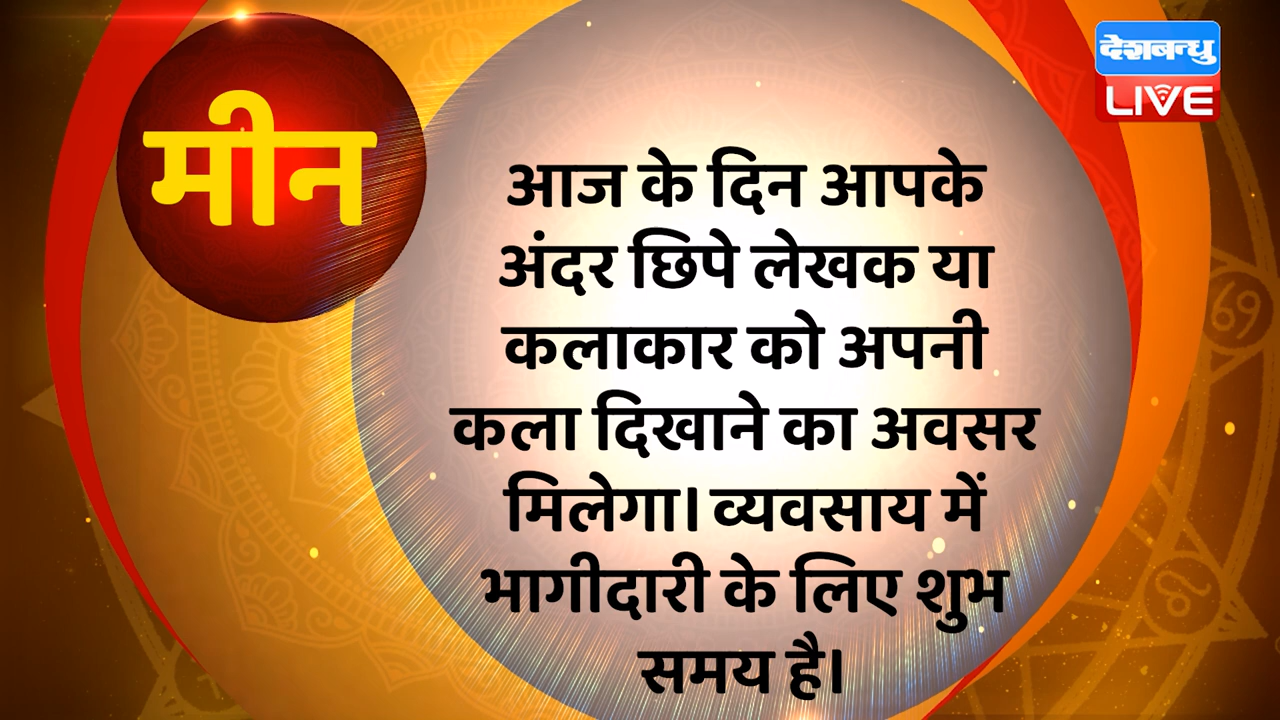 मीन
देशबन्धु
LIVE
आज के दिन आपके
अंदर छिपे लेखक या
कलाकार को अपनी
कला दिखाने का अवसर
मिलेगा। व्यवसाय में
भागीदारी के लिए शुभ
समय है।